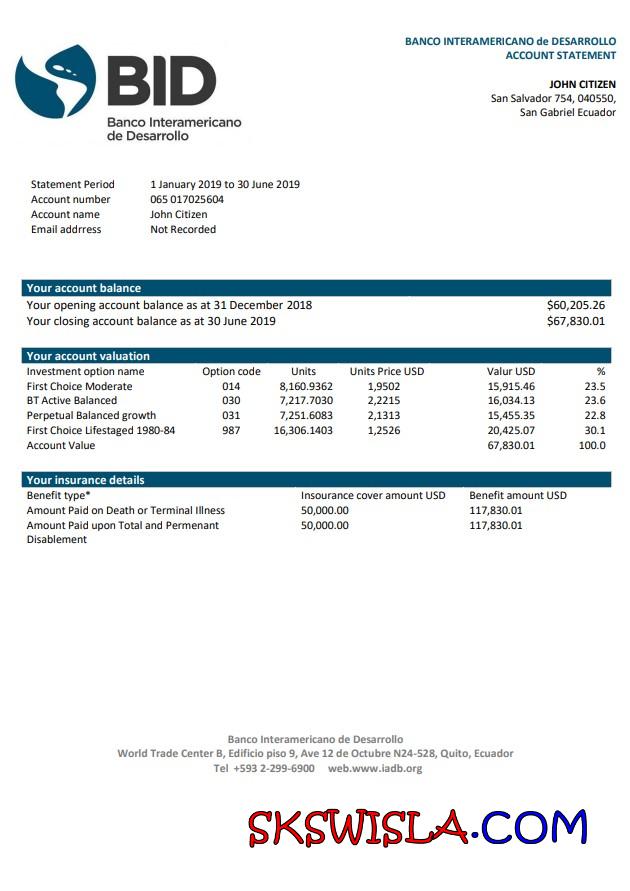 BID
Banco Interamericano
de Desarrollo
BANCO INTERAMERICANO de DESARROLLO
ACCOUNT STATEMENT
JOHN CITIZEN
San Salvador 754, 040550,
San Gabriel Ecuador
Statement Period 1 January 2019 to 30 June 2019
Account number 065 017025604
Account name John Citizen
Email addrress Not Recorded
Your account balance
Your opening account balance as at 31 December 2018 $60,205.26
Your closing account balance as at 30 June 2019 $67,830.01
Your account valuation
Investment option name Option code Units Units Price USD Valur USD %
First Choice Moderate 014 8,160.9362 1,9502 15,915.46 23.5
BT Active Balanced 030 7,217.7030 2,2215 16,034.13 23.6
Perpetual Balanced growth 031 7,251.6083 2,1313 15,455.35 22.8
First Choice Lifestaged 1980-84 987 16,306.1403 1,2526 20,425.07 30.1
Account Value 67,830.01 100.0
Your insurance details
Benefit type* Insourance cover amount USD Benefit amount USD
Amount Paid on Death or Terminal Illness 50,000.00 117,830.01
Amount Paid upon Total and Permenant 50,000.00 117,830.01
Disablement
Banco Interamericano de Desarrollo
World Trade Center B, Edificio piso 9, Ave 12 de Octubre N24-528, Quito, Ecuador
Tel +593 2-299-6900 web.www.iadb.org
SKSWISLA.COM